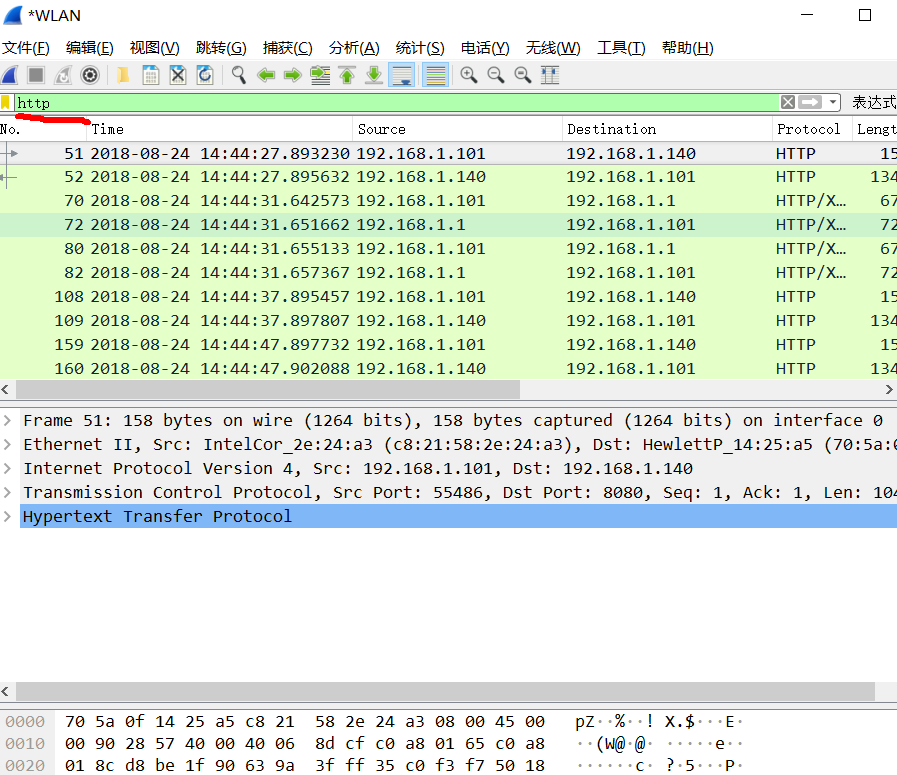 *WLAN
文件(F) 编辑(E) 视图(V) 跳转(G) 捕获(C) 分析(A) 统计(S) 电话(Y) 无线(W) 工具(T) 帮助(H)
http 表达式
No. Time Source Destination Protocol Lengt
51 2018-08-24 14:44:27.893230 192.168.1.101 192.168.1.140 HTTP 15
52 2018-08-24 14:44:27.895632 192.168.1.140 192.168.1.101 HTTP 134
70 2018-08-24 14:44:31.642573 192.168.1.101 192.168.1.1 HTTP/X… 67
72 2018-08-24 14:44:31.651662 192.168.1.1 192.168.1.101 HTTP/X… 72
80 2018-08-24 14:44:31.655133 192.168.1.101 192.168.1.1 HTTP/X… 67
82 2018-08-24 14:44:31.657367 192.168.1.1 192.168.1.101 HTTP/X… 72
108 2018-08-24 14:44:37.895457 192.168.1.101 192.168.1.140 HTTP 15
109 2018-08-24 14:44:37.897807 192.168.1.140 192.168.1.101 HTTP 134
159 2018-08-24 14:44:47.897732 192.168.1.101 192.168.1.140 HTTP 15
160 2018-08-24 14:44:47.902088 192.168.1.140 192.168.1.101 HTTP 134
Frame 51: 158 bytes on wire (1264 bits), 158 bytes captured (1264 bits) on interface 0
Ethernet II, Src: IntelCor_2e:24:a3 (c8:21:58:2e:24:a3), Dst: HewlettP_14:25:a5 (70:5a:0
Internet Protocol Version 4, Src: 192.168.1.101, Dst: 192.168.1.140
Transmission Control Protocol, Src Port: 55486, Dst Port: 8080, Seq: 1, Ack: 1, Len: 104
Hypertext Transfer Protocol
0000 70 5a 0f 14 25 a5 c8 21 58 2e 24 a3 08 00 45 00 pZ··%··! X.$···E·
0010 00 90 28 57 40 00 40 06 8d cf c0 a8 01 65 c0 a8 ··(W@·@· ·····e··
0020 01 8c d8 be 1f 90 63 9a 3f ff 35 c0 f3 f7 50 18 ······c· ?·5···P·